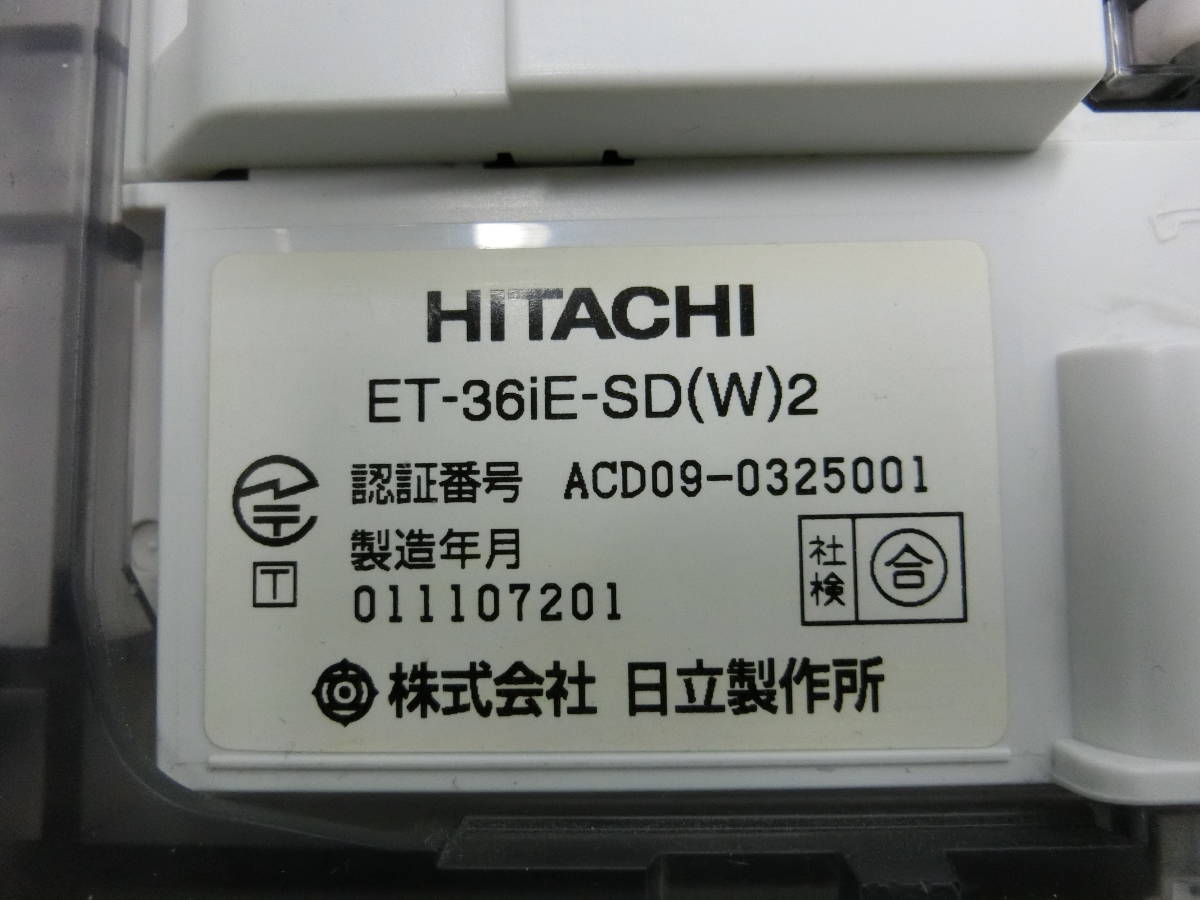 HITACHI
ET-36iE-SD(W)2
認証番号 ACD09-0325001
T
製造年月
011107201
社検 合
株式会社 日立製作所